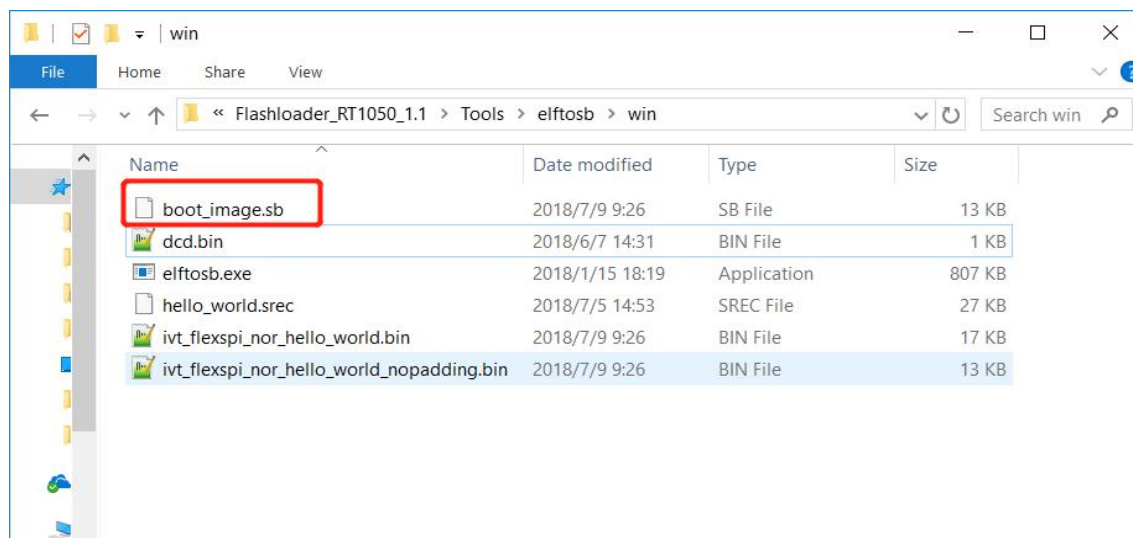 win
File Home Share View
« Flashloader_RT1050_1.1 > Tools > elftosb > win Search win
Name Date modified Type Size
boot_image.sb 2018/7/9 9:26 SB File 13 KB
dcd.bin 2018/6/7 14:31 BIN File 1 KB
elftosb.exe 2018/1/15 18:19 Application 807 KB
hello_world.srec 2018/7/5 14:53 SREC File 27 KB
ivt_flexspi_nor_hello_world.bin 2018/7/9 9:26 BIN File 17 KB
ivt_flexspi_nor_hello_world_nopadding.bin 2018/7/9 9:26 BIN File 13 KB